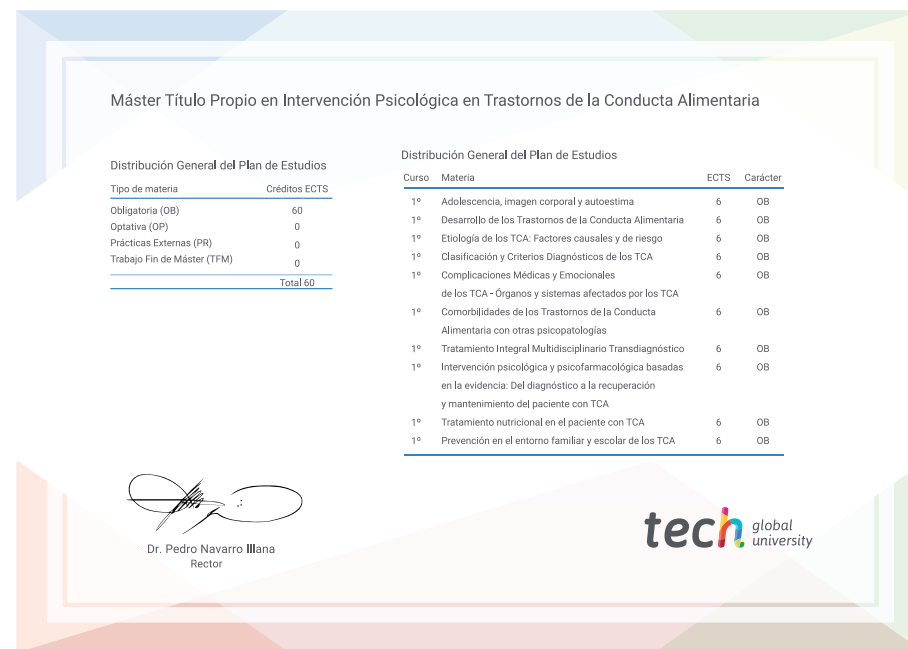 Máster Título Propio en Intervención Psicológica en Trastornos de la Conducta Alimentaria
Distribución General del Plan de Estudios
Tipo de materia Créditos ECTS
Obligatoria (OB) 60
Optativa (OP) 0
Prácticas Externas (PR) 0
Trabajo Fin de Máster (TFM) 0
Total 60
Distribución General del Plan de Estudios
Curso Materia ECTS Carácter
1º Adolescencia, imagen corporal y autoestima 6 OB
1º Desarrollo de los Trastornos de la Conducta Alimentaria 6 OB
1º Etiología de los TCA: Factores causales y de riesgo 6 OB
1º Clasificación y Criterios Diagnósticos de los TCA 6 OB
1º Complicaciones Médicas y Emocionales 6 OB
de los TCA - Órganos y sistemas afectados por los TCA
1º Comorbilidades de los Trastornos de la Conducta 6 OB
Alimentaria con otras psicopatologías
1º Tratamiento Integral Multidisciplinario Transdiagnóstico 6 OB
1º Intervención psicológica y psicofarmacológica basadas 6 OB
en la evidencia: Del diagnóstico a la recuperación
y mantenimiento del paciente con TCA
1º Tratamiento nutricional en el paciente con TCA 6 OB
1º Prevención en el entorno familiar y escolar de los TCA 6 OB
Dr. Pedro Navarro Illana
Rector
tech global
university